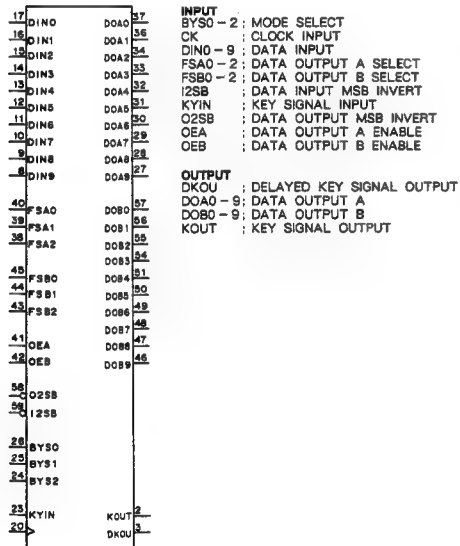 17 DIN0 DOA0 37
16 DIN1 DOA1 36
15 DIN2 DOA2 34
14 DIN3 DOA3 33
13 DIN4 DOA4 32
12 DIN5 DOA5 31
11 DIN6 DOA6 30
10 DIN7 DOA7 29
9 DIN8 DOA8 28
8 DIN9 DOA9 27
40 FSA0 DOB0 57
39 FSA1 DOB1 56
38 FSA2 DOB2 55
DOB3 54
45 FSB0 DOB4 51
44 FSB1 DOB5 50
43 FSB2 DOB6 49
DOB7 48
41 OEA DOB8 47
42 OEB DOB9 46
58 O2SB
59 I2SB
26 BYS0
25 BYS1
24 BYS2
23 KYIN KOUT 2
20 DKOU 3
INPUT
BYS0-2; MODE SELECT
CK ; CLOCK INPUT
DIN0-9 ; DATA INPUT
FSA0-2 ; DATA OUTPUT A SELECT
FSB0-2 ; DATA OUTPUT B SELECT
I2SB ; DATA INPUT MSB INVERT
KYIN ; KEY SIGNAL INPUT
O2SB ; DATA OUTPUT MSB INVERT
OEA ; DATA OUTPUT A ENABLE
OEB ; DATA OUTPUT B ENABLE
OUTPUT
DKOU ; DELAYED KEY SIGNAL OUTPUT
DOA0-9; DATA OUTPUT A
DOB0-9; DATA OUTPUT B
KOUT ; KEY SIGNAL OUTPUT